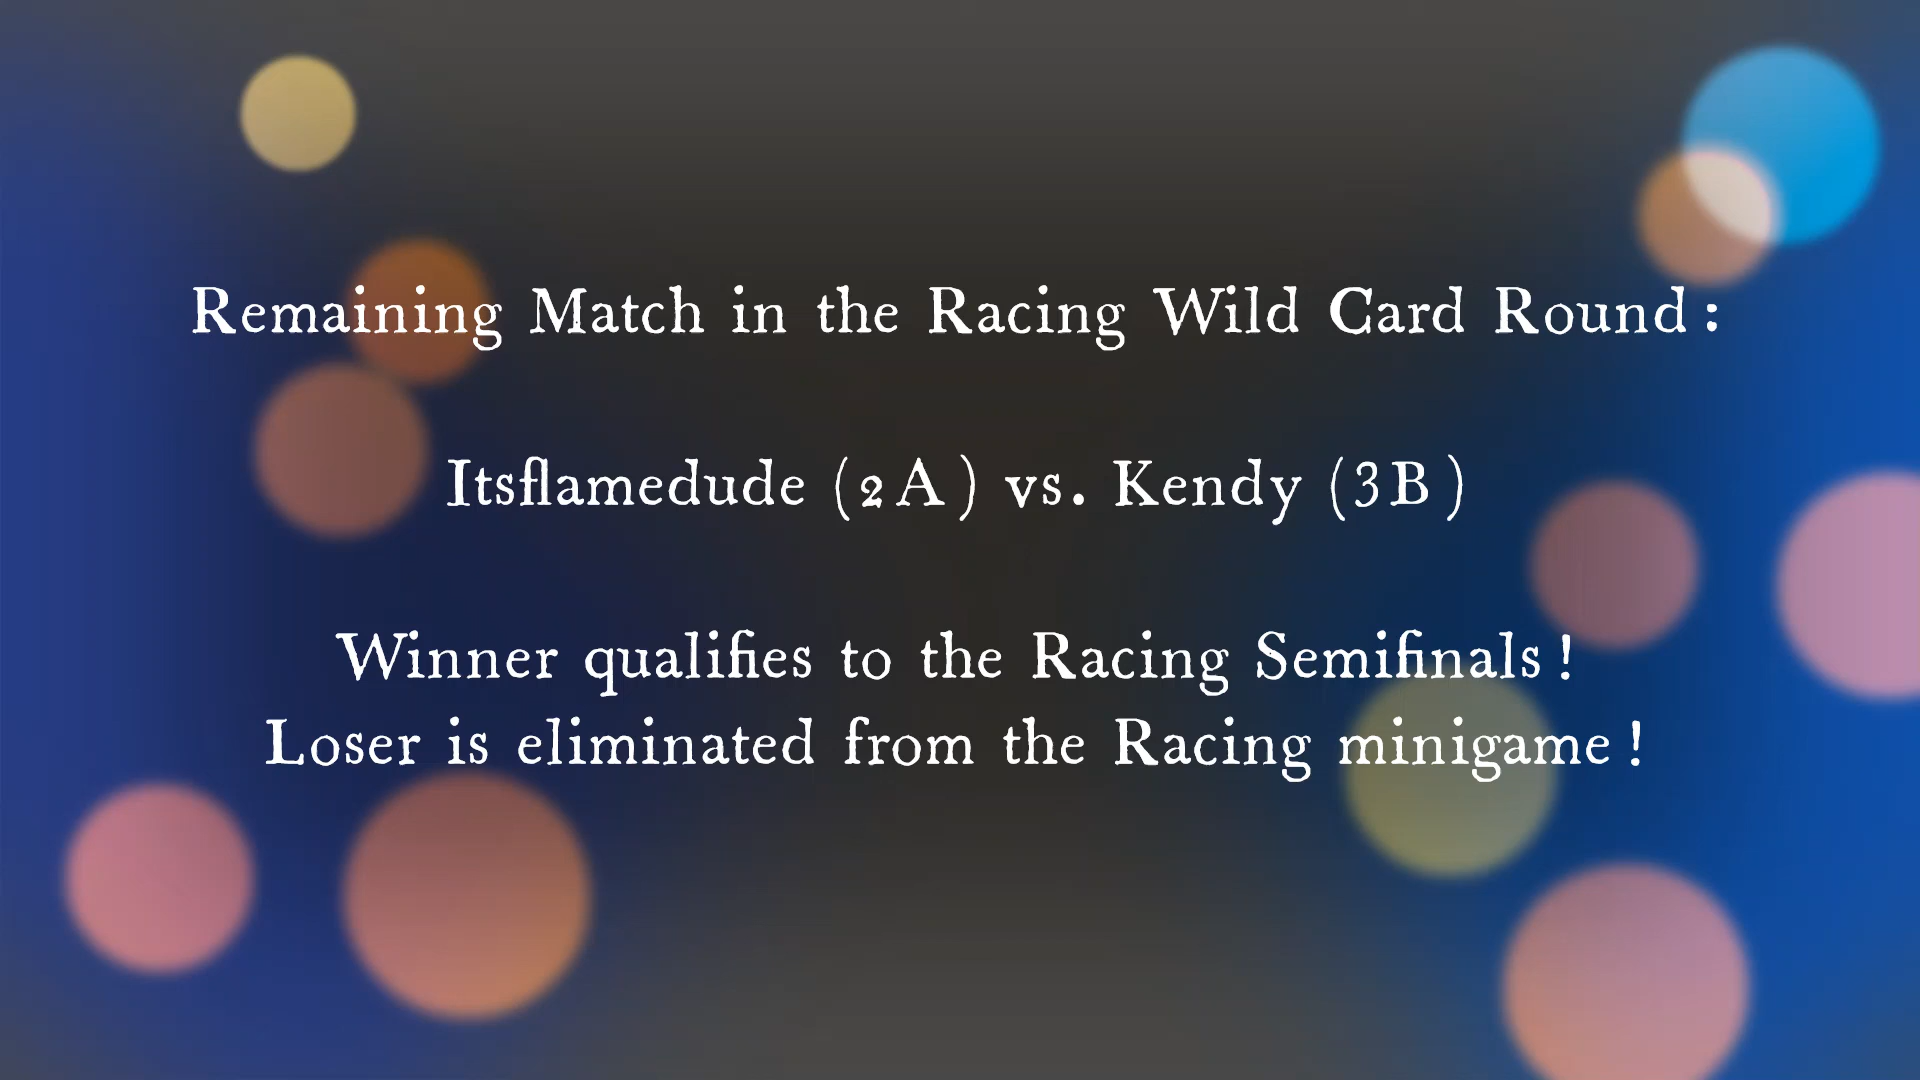 Remaining Match in the Racing Wild Card Round:
Itsflamedude (2A) vs. Kendy (3B)
Winner qualifies to the Racing Semifinals!
Loser is eliminated from the Racing minigame!